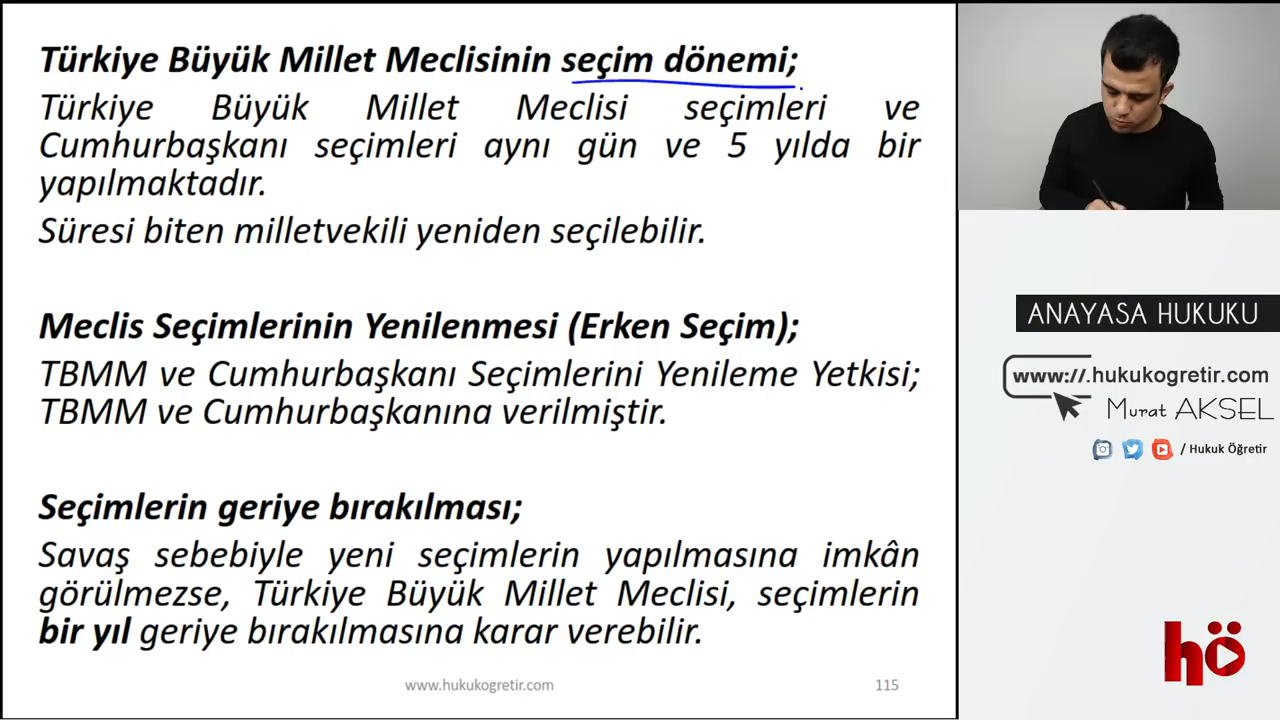 Türkiye Büyük Millet Meclisinin seçim dönemi;
Türkiye Büyük Millet Meclisi seçimleri ve
Cumhurbaşkanı seçimleri aynı gün ve 5 yılda bir
yapılmaktadır.
Süresi biten milletvekili yeniden seçilebilir.
Meclis Seçimlerinin Yenilenmesi (Erken Seçim);
TBMM ve Cumhurbaşkanı Seçimlerini Yenileme Yetkisi;
TBMM ve Cumhurbaşkanına verilmiştir.
Seçimlerin geriye bırakılması;
Savaş sebebiyle yeni seçimlerin yapılmasına imkân
görülmezse, Türkiye Büyük Millet Meclisi, seçimlerin
bir yıl geriye bırakılmasına karar verebilir.
www.hukukogretir.com
115
ANAYASA HUKUKU
www://.hukukogretir.com
Murat AKSEL
/ Hukuk Öğretir
hö